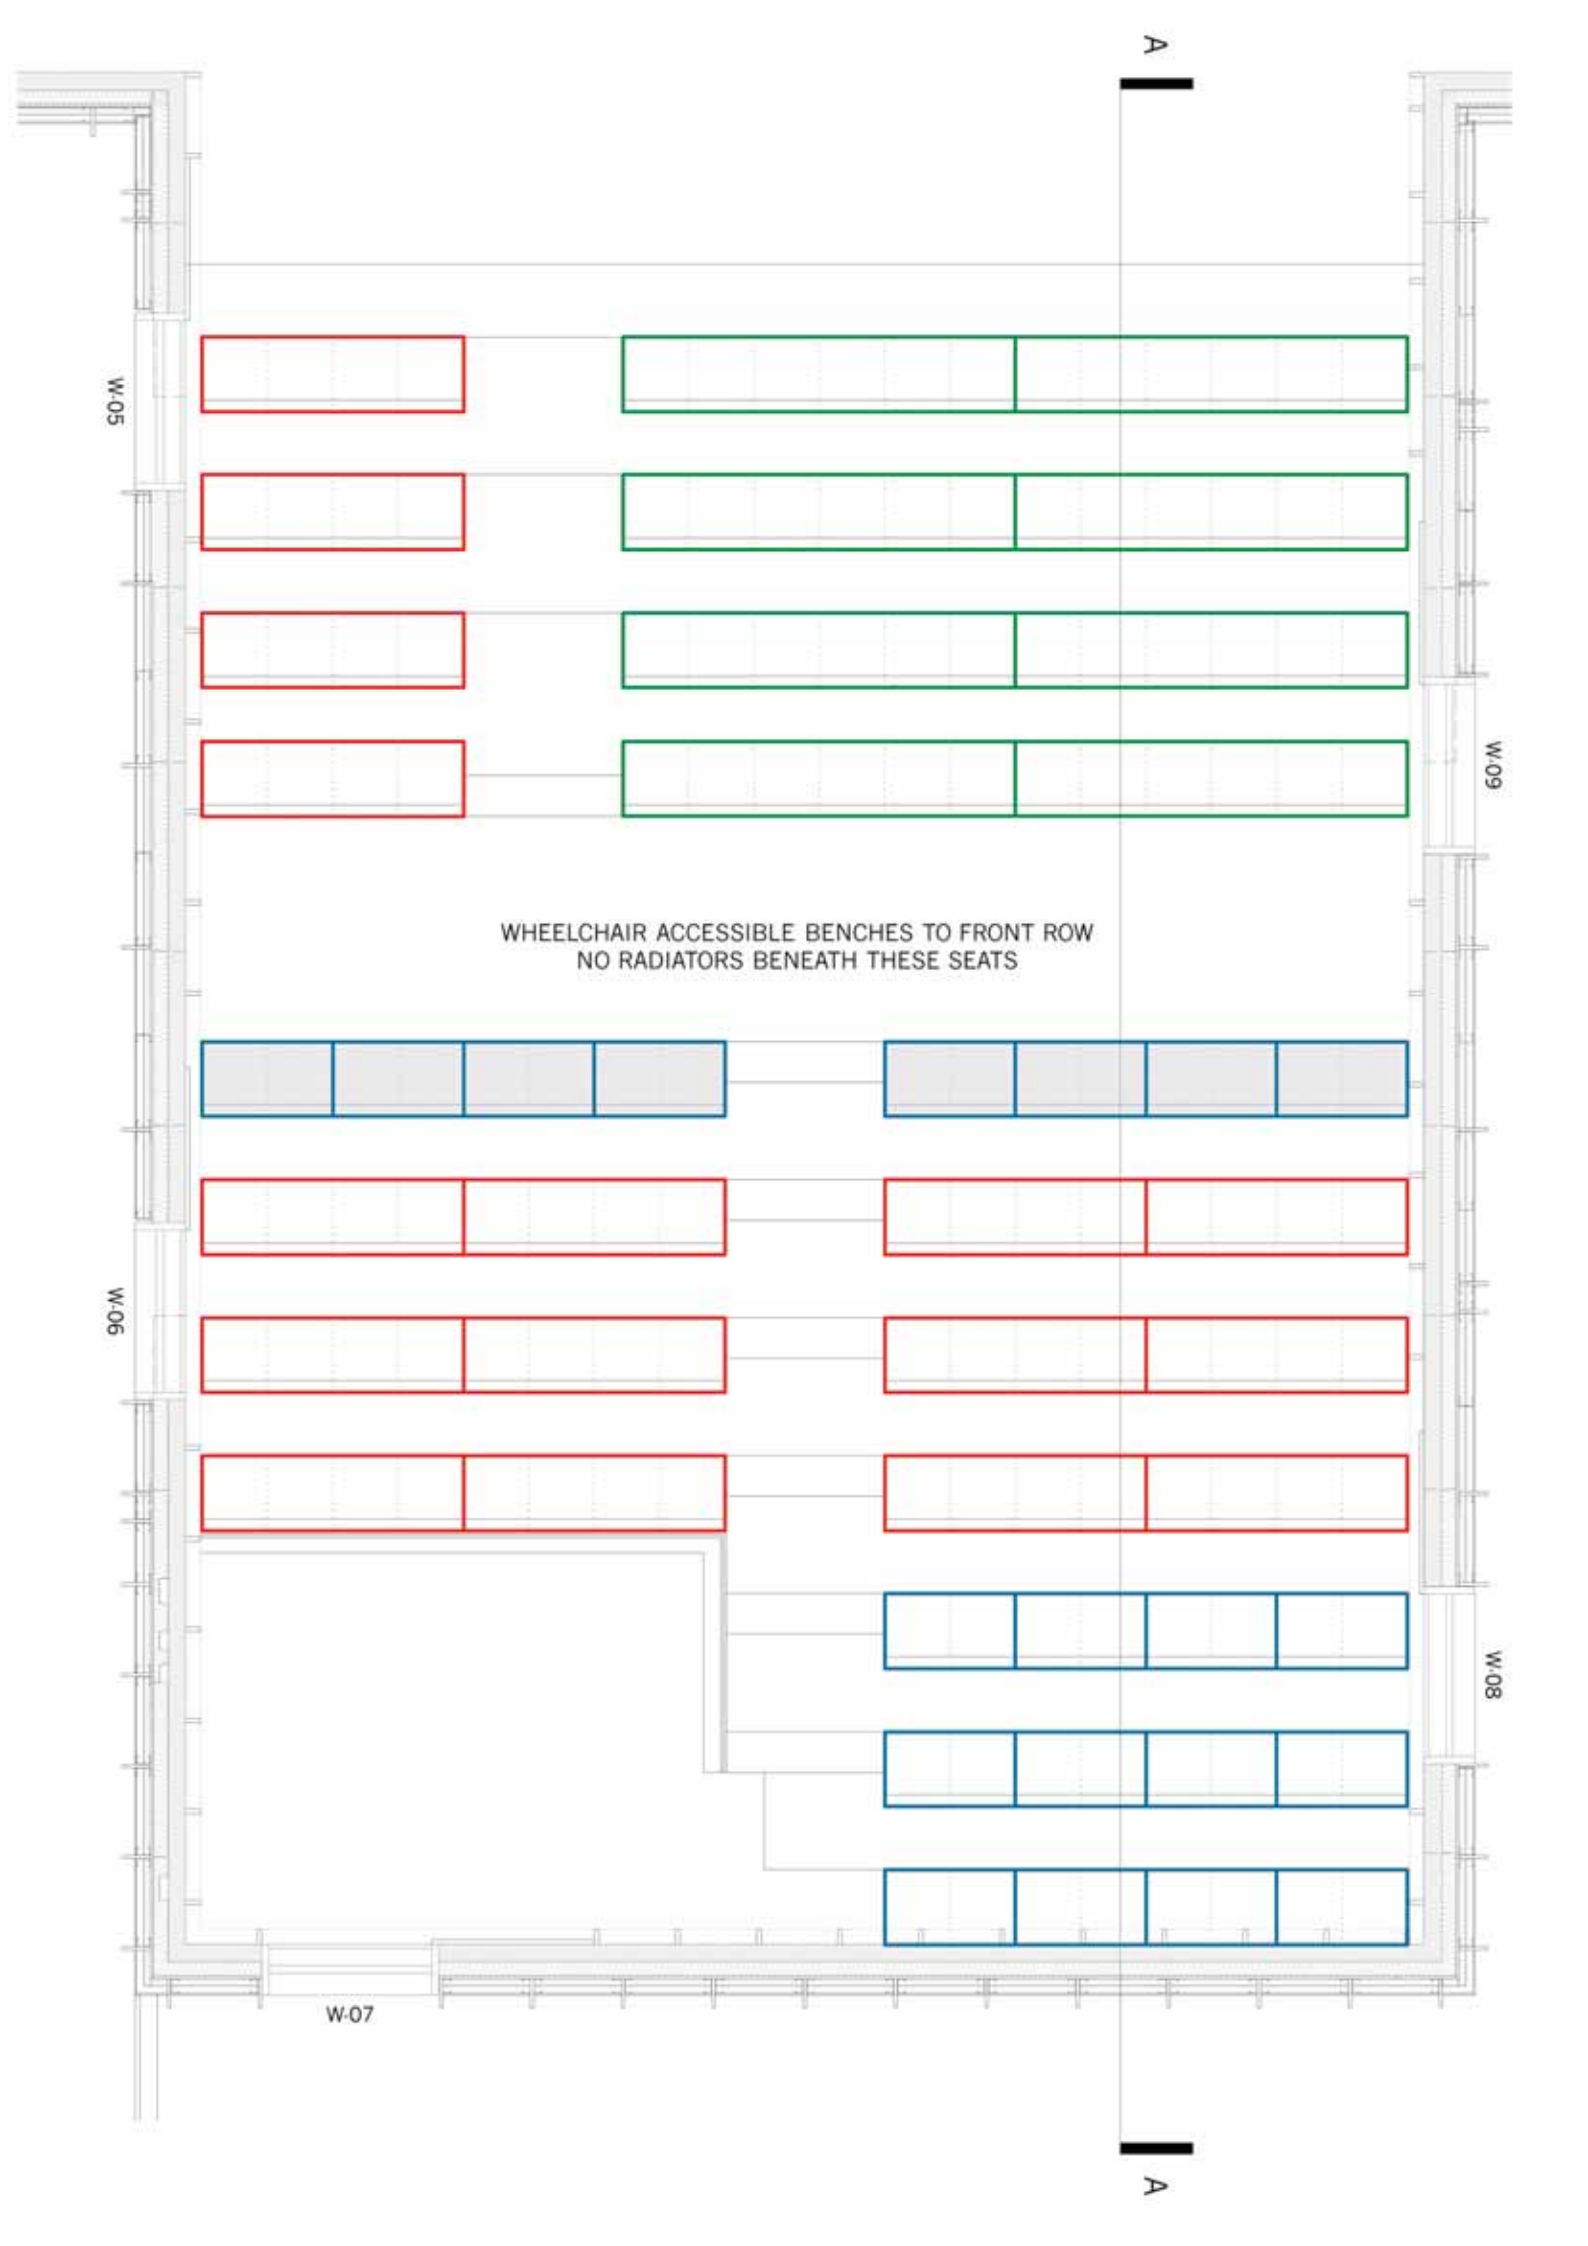 A
W-05
W-09
WHEELCHAIR ACCESSIBLE BENCHES TO FRONT ROW
NO RADIATORS BENEATH THESE SEATS
W-06
W-08
W-07
A